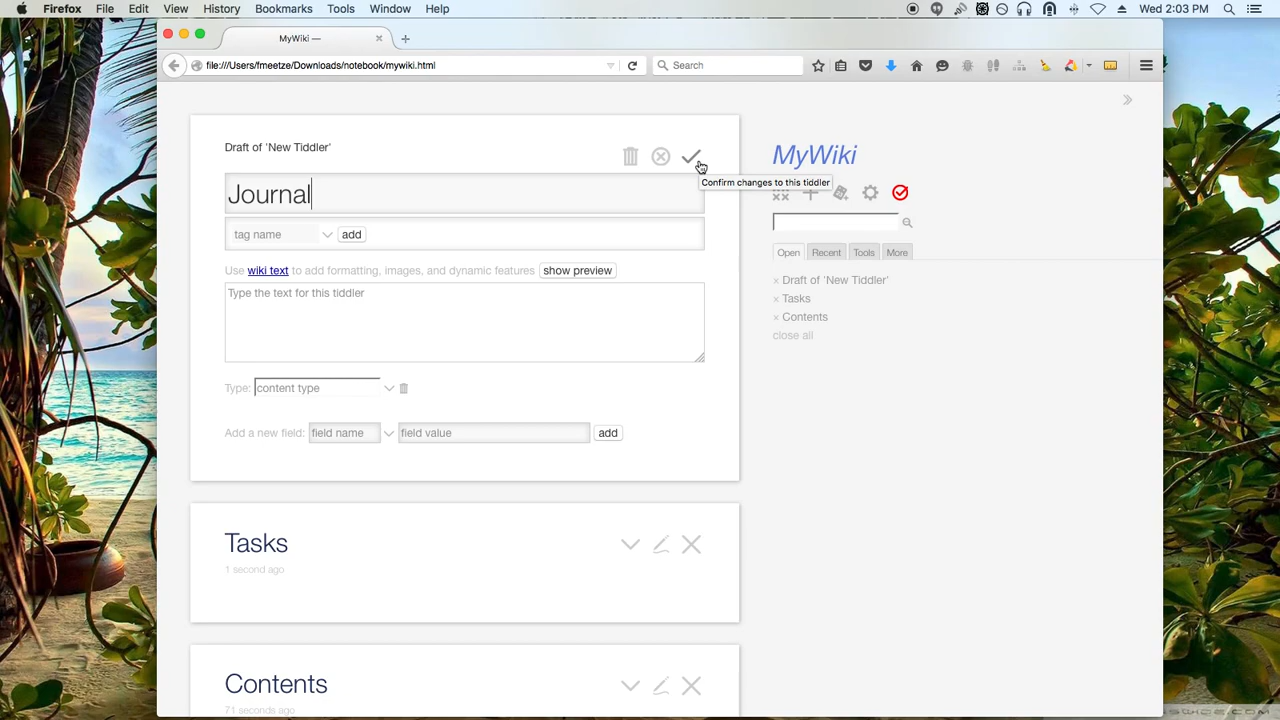 Firefox File Edit View History Bookmarks Tools Window Help Wed 2:03 PM
MyWiki —
file:///Users/fmeetze/Downloads/notebook/mywiki.html Search
Draft of 'New Tiddler'
Confirm changes to this tiddler
Journal
tag name add
Use wiki text to add formatting, images, and dynamic features show preview
Type the text for this tiddler
Type: content type
Add a new field: field name field value add
Tasks
1 second ago
Contents
71 seconds ago
MyWiki
Open Recent Tools More
× Draft of 'New Tiddler'
× Tasks
× Contents
close all